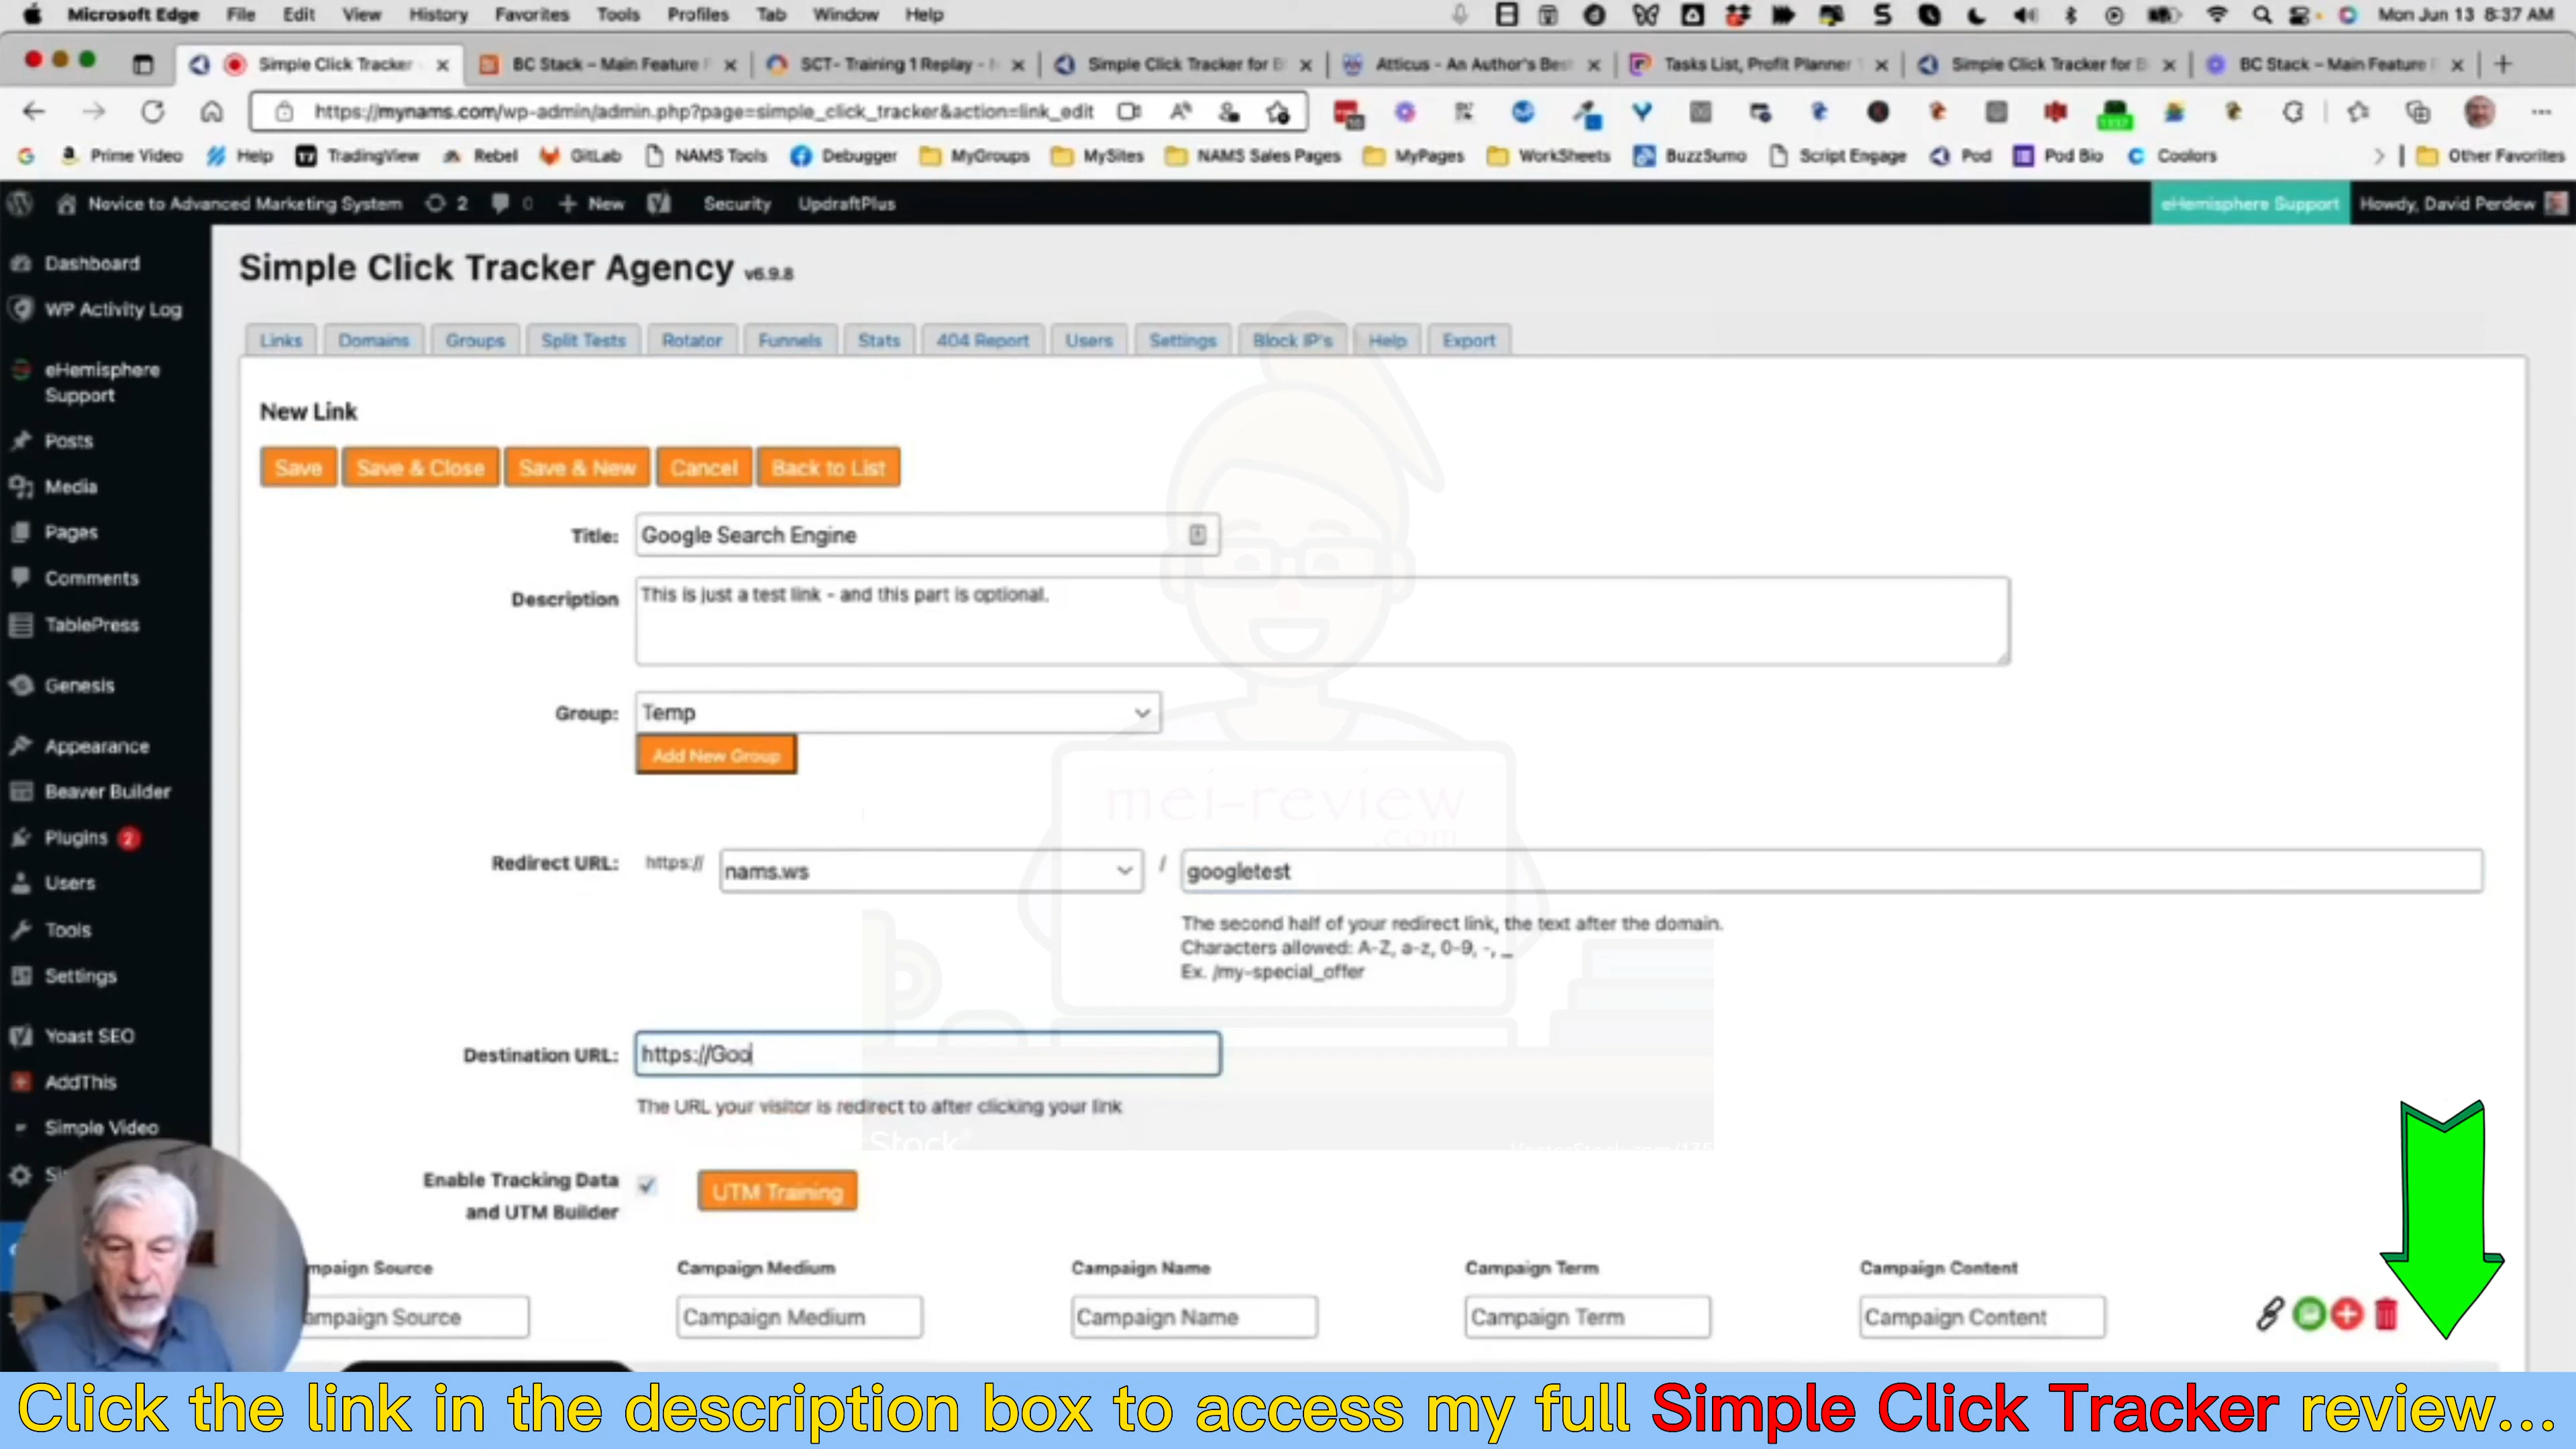 Microsoft Edge File Edit View History Favorites Tools Profiles Tab Window Help Mon Jun 13 8:37 AM
Simple Click Tracker BC Stack – Main Feature SCT- Training 1 Replay - Simple Click Tracker for Atticus - An Author's Bes Tasks List, Profit Planner Simple Click Tracker for BC Stack – Main Feature
https://mynams.com/wp-admin/admin.php?page=simple_click_tracker&action=link_edit
Prime Video Help TradingView Rebel GitLab NAMS Tools Debugger MyGroups MySites NAMS Sales Pages MyPages WorkSheets BuzzSumo Script Engage Pod Pod Bio Coolors Other Favorites
Novice to Advanced Marketing System 2 0 New Security UpdraftPlus eHemisphere Support Howdy, David Perdew
Dashboard
WP Activity Log
eHemisphere
Support
Posts
Media
Pages
Comments
TablePress
Genesis
Appearance
Beaver Builder
Plugins 2
Users
Tools
Settings
Yoast SEO
AddThis
Simple Video
Simple Click Tracker Agency v6.9.8
Links Domains Groups Split Tests Rotator Funnels Stats 404 Report Users Settings Block IP's Help Export
New Link
Save Save & Close Save & New Cancel Back to List
Title: Google Search Engine
Description This is just a test link - and this part is optional.
Group: Temp
Add New Group
mei-review
.com
Redirect URL: https:// nams.ws / googletest
The second half of your redirect link, the text after the domain.
Characters allowed: A-Z, a-z, 0-9, -, _
Ex. /my-special_offer
Destination URL: https://Goo
The URL your visitor is redirect to after clicking your link
Enable Tracking Data
and UTM Builder
UTM Training
mpaign Source Campaign Medium Campaign Name Campaign Term Campaign Content
ampaign Source Campaign Medium Campaign Name Campaign Term Campaign Content
Click the link in the description box to access my full Simple Click Tracker review...